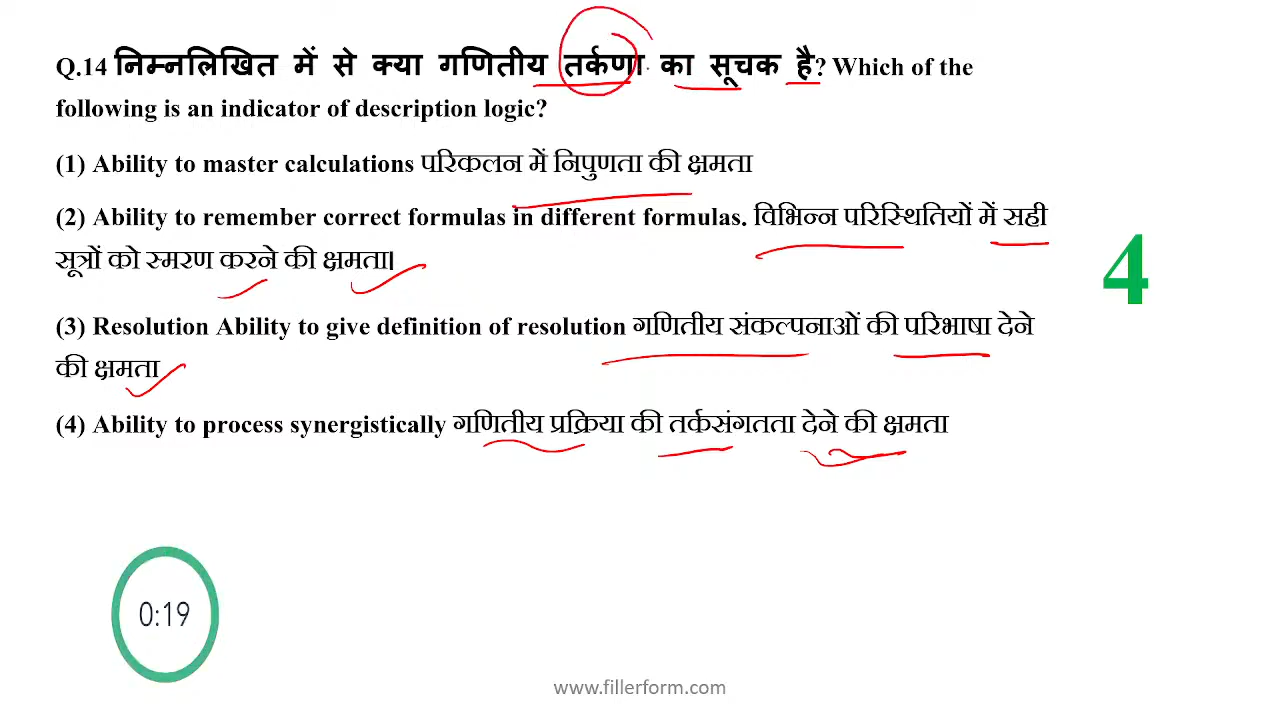 Q.14 निम्नलिखित में से क्या गणितीय तर्कणा का सूचक है? Which of the
following is an indicator of description logic?
(1) Ability to master calculations परिकलन में निपुणता की क्षमता
(2) Ability to remember correct formulas in different formulas. विभिन्न परिस्थितियों में सही
सूत्रों को स्मरण करने की क्षमता।
(3) Resolution Ability to give definition of resolution गणितीय संकल्पनाओं की परिभाषा देने
की क्षमता
(4) Ability to process synergistically गणितीय प्रक्रिया की तर्कसंगतता देने की क्षमता
4
0:19
www.fillerform.com